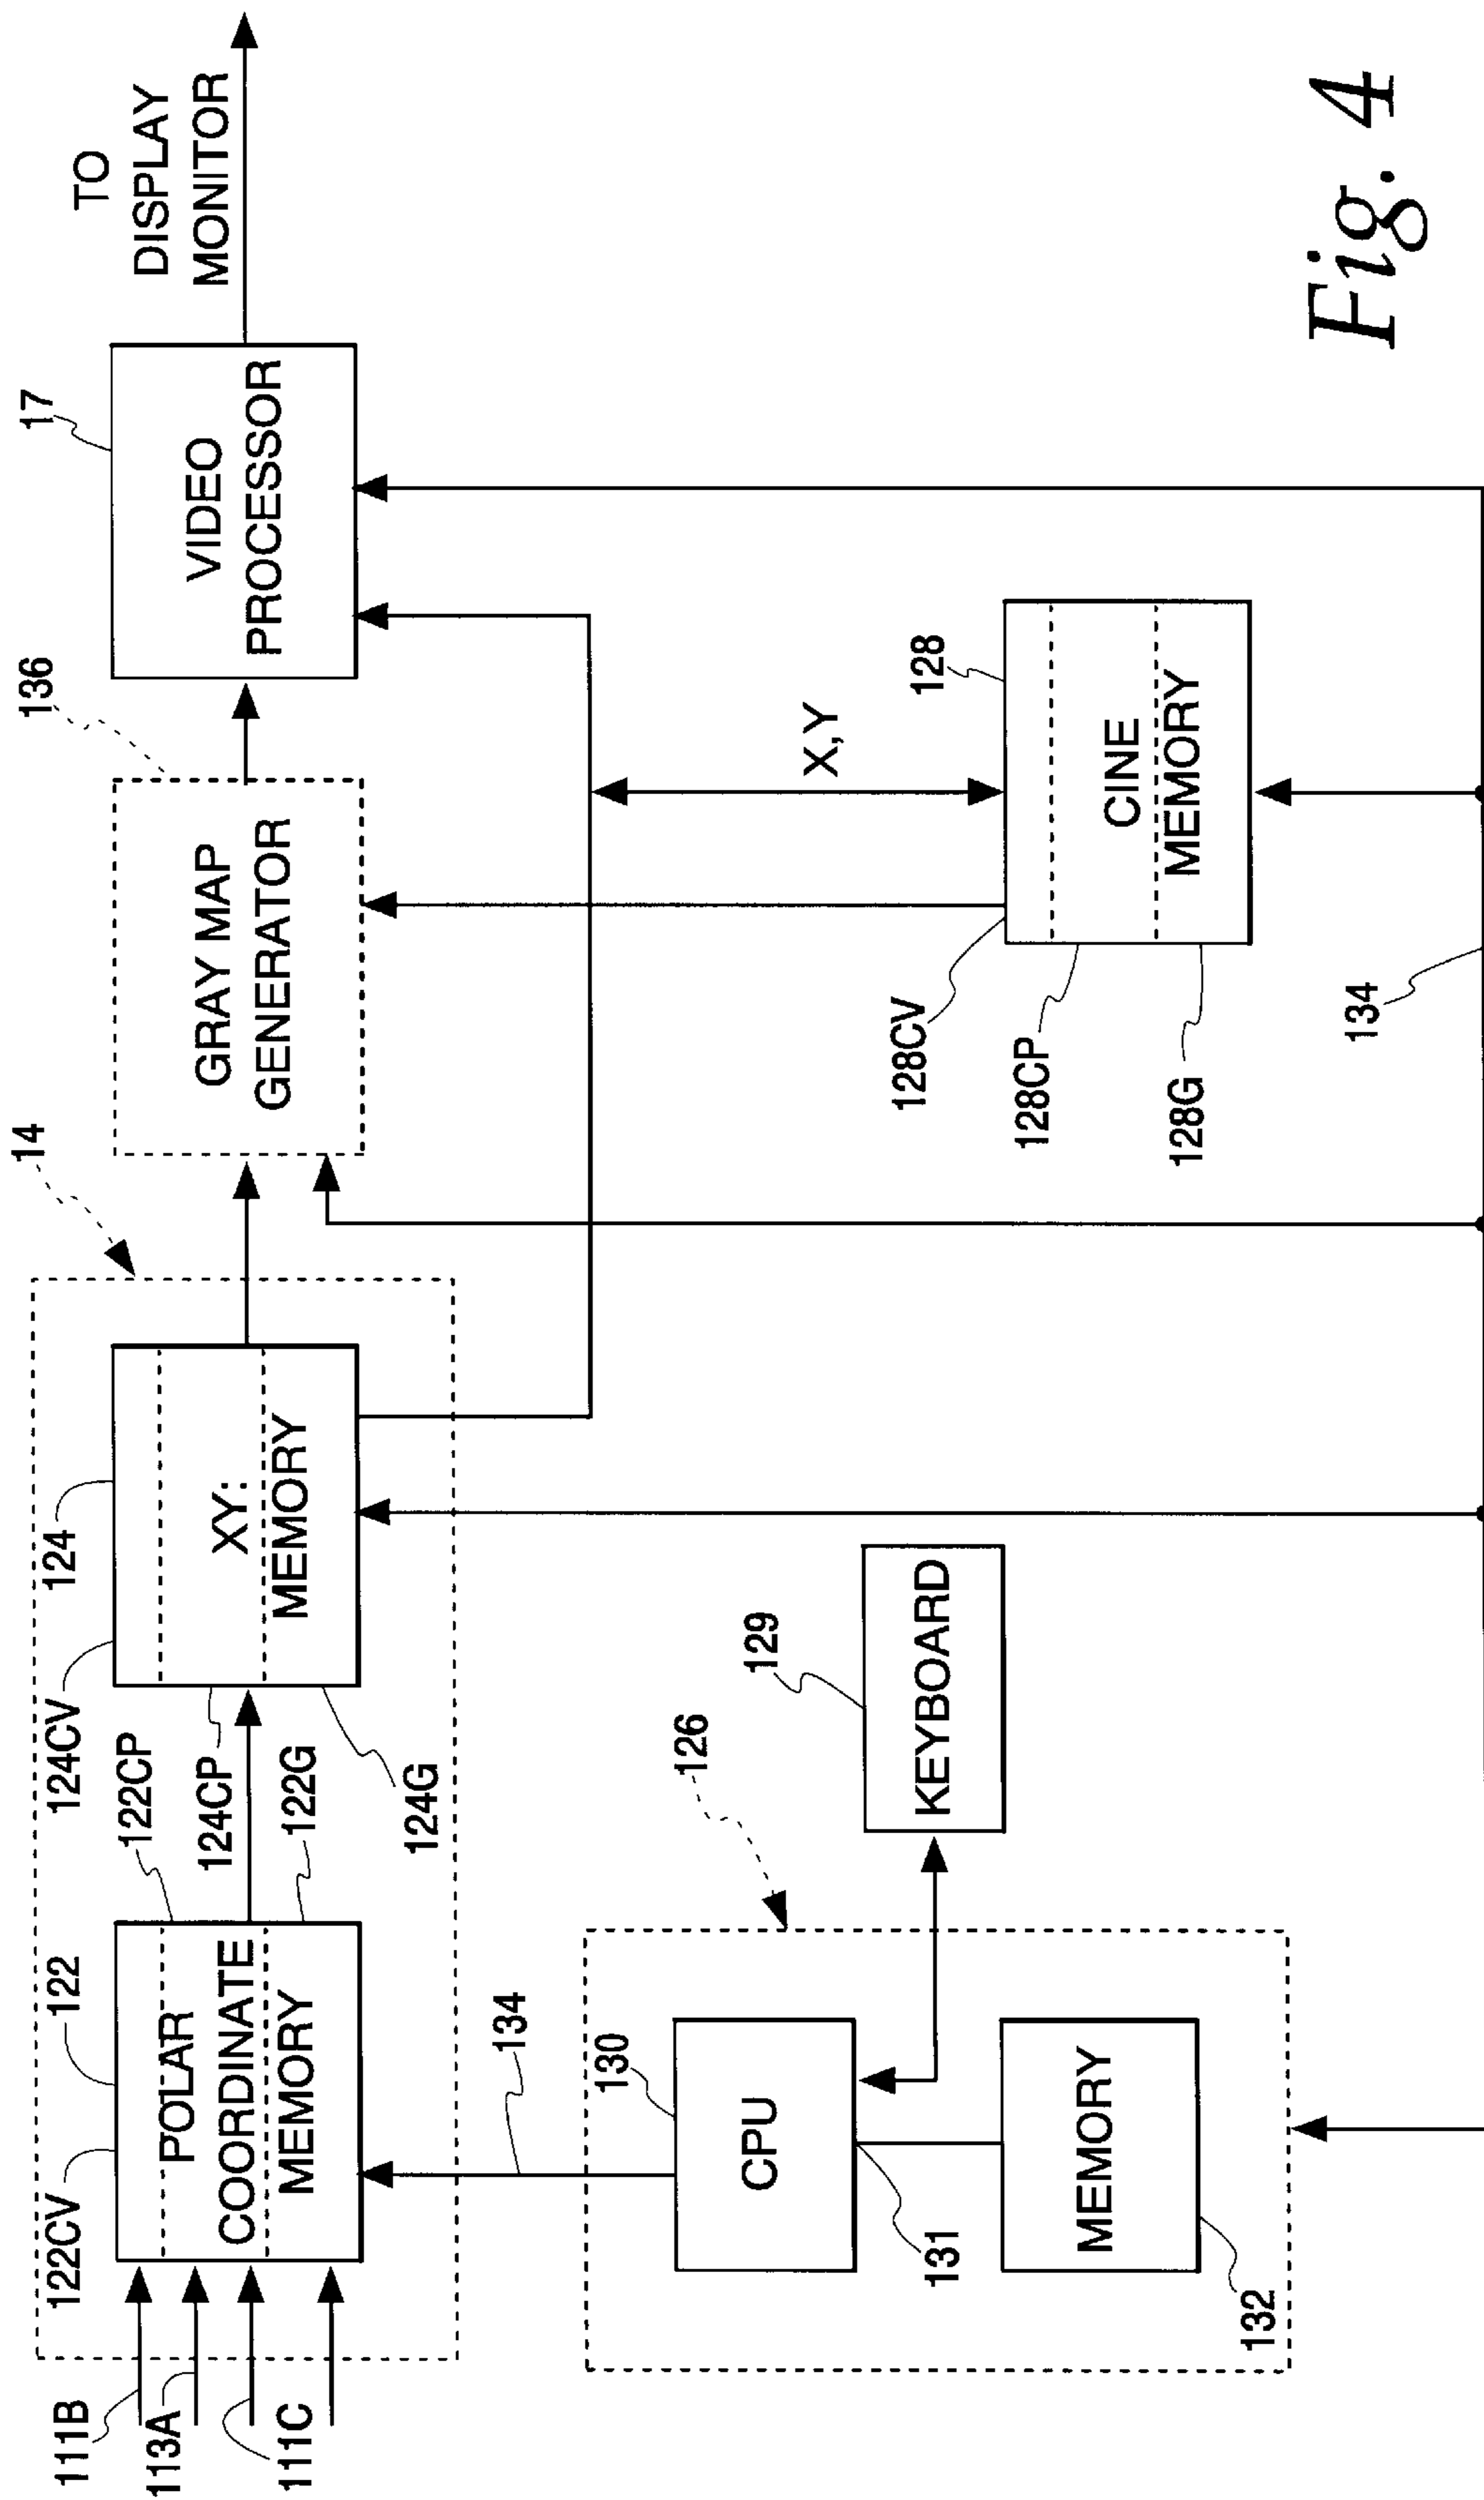 TO
DISPLAY
MONITOR
17
VIDEO
PROCESSOR
136
GRAY MAP
GENERATOR
14
124
124CV
XY:
MEMORY
124CP
124G
122CP
122G
122
122CV
POLAR
COORDINATE
MEMORY
111B
113A
111C
134
126
130
CPU
131
MEMORY
132
129
KEYBOARD
X,Y
128
CINE
MEMORY
128CV
128CP
128G
134
Fig. 4